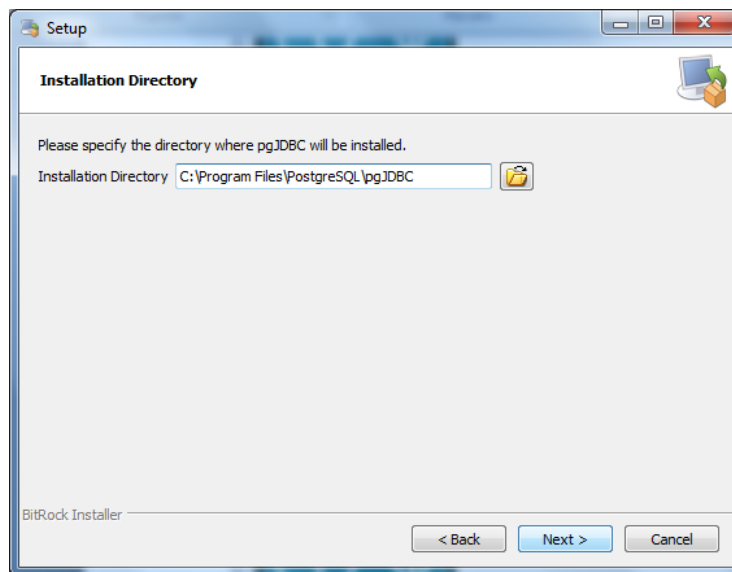 Setup
Installation Directory
Please specify the directory where pgJDBC will be installed.
Installation Directory C:\Program Files\PostgreSQL\pgJDBC
BitRock Installer
< Back Next > Cancel